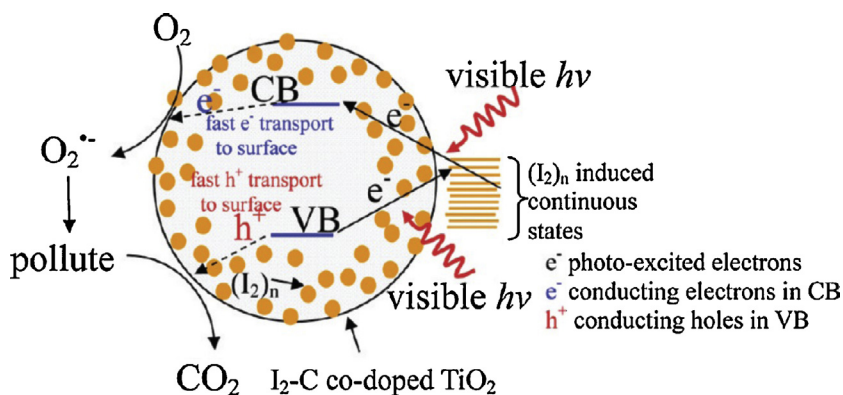 O₂
visible hν
e⁻ CB e⁻
fast e⁻ transport
to surface
O₂•⁻
fast h⁺ transport
to surface
e⁻
h⁺ VB
(I₂)ₙ induced
continuous
states
pollute
(I₂)ₙ
visible hν
e⁻ photo-excited electrons
e⁻ conducting electrons in CB
h⁺ conducting holes in VB
CO₂
I₂-C co-doped TiO₂